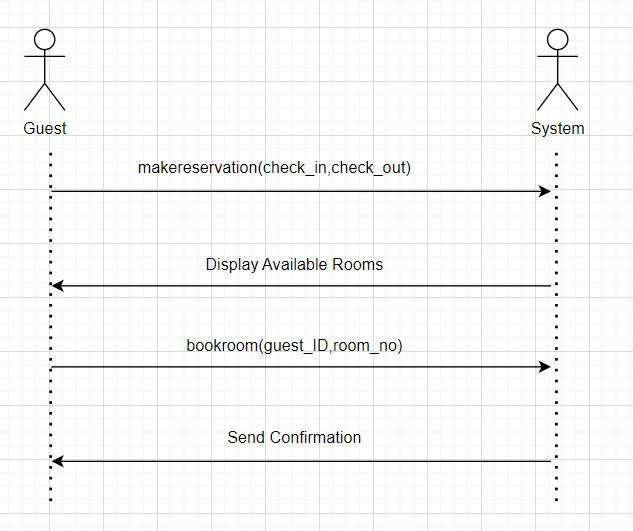 Guest
System
makereservation(check_in,check_out)
Display Available Rooms
bookroom(guest_ID,room_no)
Send Confirmation